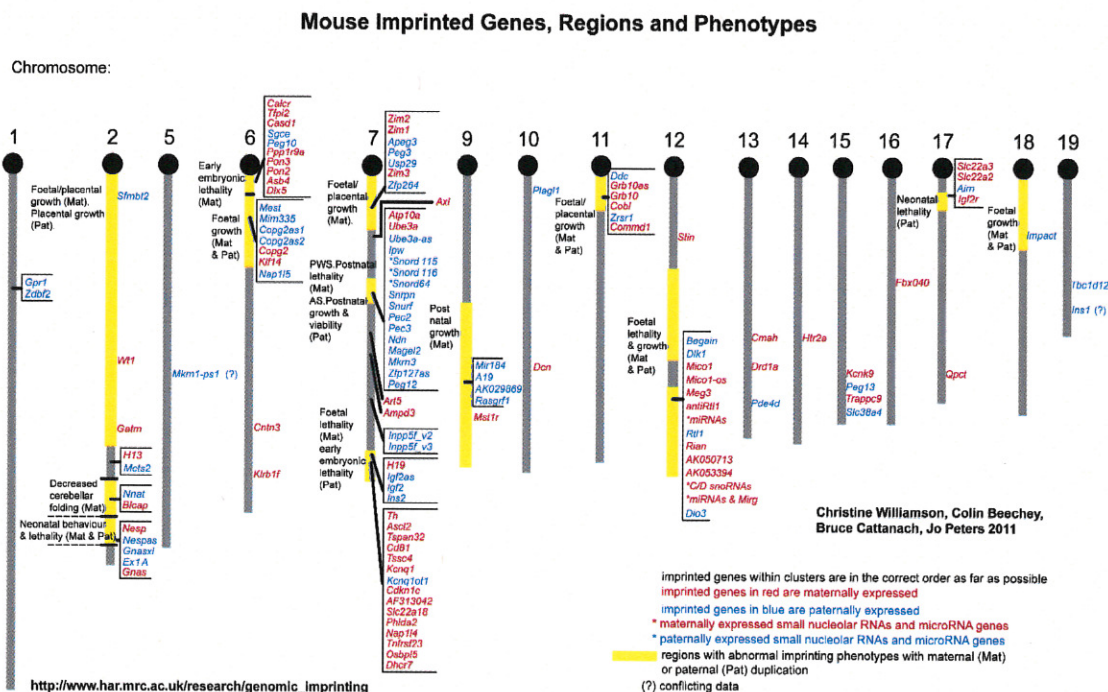 Mouse Imprinted Genes, Regions and Phenotypes
Chromosome:
1
2
5
6
7
9
10
11
12
13
14
15
16
17
18
19
Gpr1
Zdbf2
Foetal/placental
growth (Mat).
Placental growth
(Pat).
Sfmbt2
Wt1
Gatm
H13
Mcts2
Decreased
cerebellar
folding (Mat)
Nnat
Blcap
Neonatal behaviour
& lethality (Mat & Pat)
Nesp
Nespas
Gnasxl
Ex1A
Gnas
Mkrn1-ps1 (?)
Calcr
Tfpi2
Casd1
Sgce
Peg10
Ppp1r9a
Pon3
Pon2
Asb4
Dlx5
Early
embryonic
lethality
(Mat)
Foetal
growth
(Mat
& Pat)
Mest
Mim335
Copg2as1
Copg2as2
Copg2
Klf14
Nap1l5
Cntn3
Klrb1f
Zim2
Zim1
Apeg3
Peg3
Usp29
Zim3
Zfp264
Foetal/
placental
growth
(Mat).
Axl
Atp10a
Ube3a
Ube3a-as
Ipw
*Snord 115
*Snord 116
*Snord64
Snrpn
Snurf
Pec2
Pec3
Ndn
Magel2
Mkrn3
Zfp127as
Peg12
PWS.Postnatal
lethality (Mat)
AS.Postnatal
growth &
viability
(Pat)
Art5
Ampd3
Inpp5f_v2
Inpp5f_v3
Foetal
lethality
(Mat)
early
embryonic
lethality
(Pat)
H19
Igf2as
Igf2
Ins2
Th
Ascl2
Tspan32
Cd81
Tssc4
Kcnq1
Kcnq1ot1
Cdkn1c
AF313042
Slc22a18
Phlda2
Nap1l4
Tnfrsf23
Osbpl5
Dhcr7
Post
natal
growth
(Mat)
Mir184
A19
AK029869
Rasgrf1
Mst1r
Plagl1
Dcn
Foetal/
placental
growth
(Mat
& Pat)
Ddc
Grb10es
Grb10
Cobl
Zrsr1
Commd1
Slin
Foetal
lethality
& growth
(Mat
& Pat)
Begain
Dlk1
Mico1
Mico1-os
Meg3
antiRtl1
*miRNAs
Rtl1
Rian
AK050713
AK053394
*C/D snoRNAs
*miRNAs & Mirg
Dio3
Cmah
Drd1a
Pde4d
Htr2a
Kcnk9
Peg13
Trappc9
Slc38a4
Fbx040
Neonatal
lethality
(Pat)
Slc22a3
Slc22a2
Airn
Igf2r
Qpct
Foetal
growth
(Mat
& Pat)
Impact
Tbc1d12
Ins1 (?)
Christine Williamson, Colin Beechey,
Bruce Cattanach, Jo Peters 2011
imprinted genes within clusters are in the correct order as far as possible
imprinted genes in red are maternally expressed
imprinted genes in blue are paternally expressed
* maternally expressed small nucleolar RNAs and microRNA genes
* paternally expressed small nucleolar RNAs and microRNA genes
regions with abnormal imprinting phenotypes with maternal (Mat)
or paternal (Pat) duplication
(?) conflicting data
http://www.har.mrc.ac.uk/research/genomic_imprinting